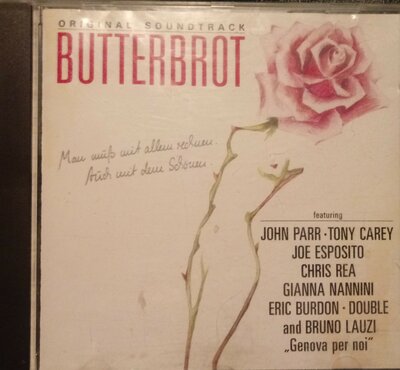 ORIGINAL SOUNDTRACK
BUTTERBROT
Man muß mit allem rechnen.
Auch mit dem Schönen.
featuring
JOHN PARR · TONY CAREY
JOE ESPOSITO
CHRIS REA
GIANNA NANNINI
ERIC BURDON · DOUBLE
and BRUNO LAUZI
„Genova per noi"